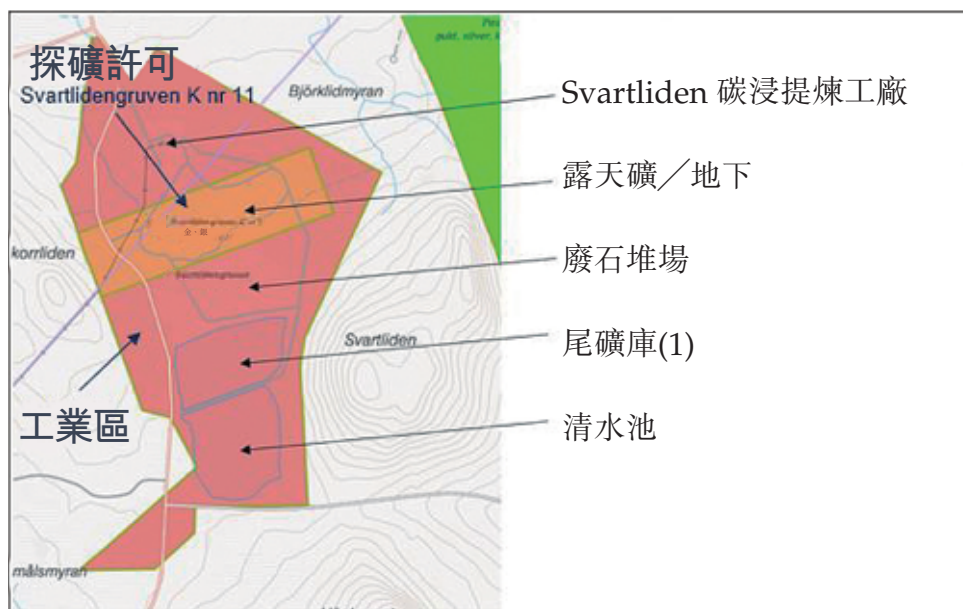 探礦許可
Svartlidengruven K nr 11
Björklidmyran
Svartliden 碳浸提煉工廠
露天礦／地下
korrliden
廢石堆場
Svartliden
尾礦庫(1)
工業區
清水池
målsmyran